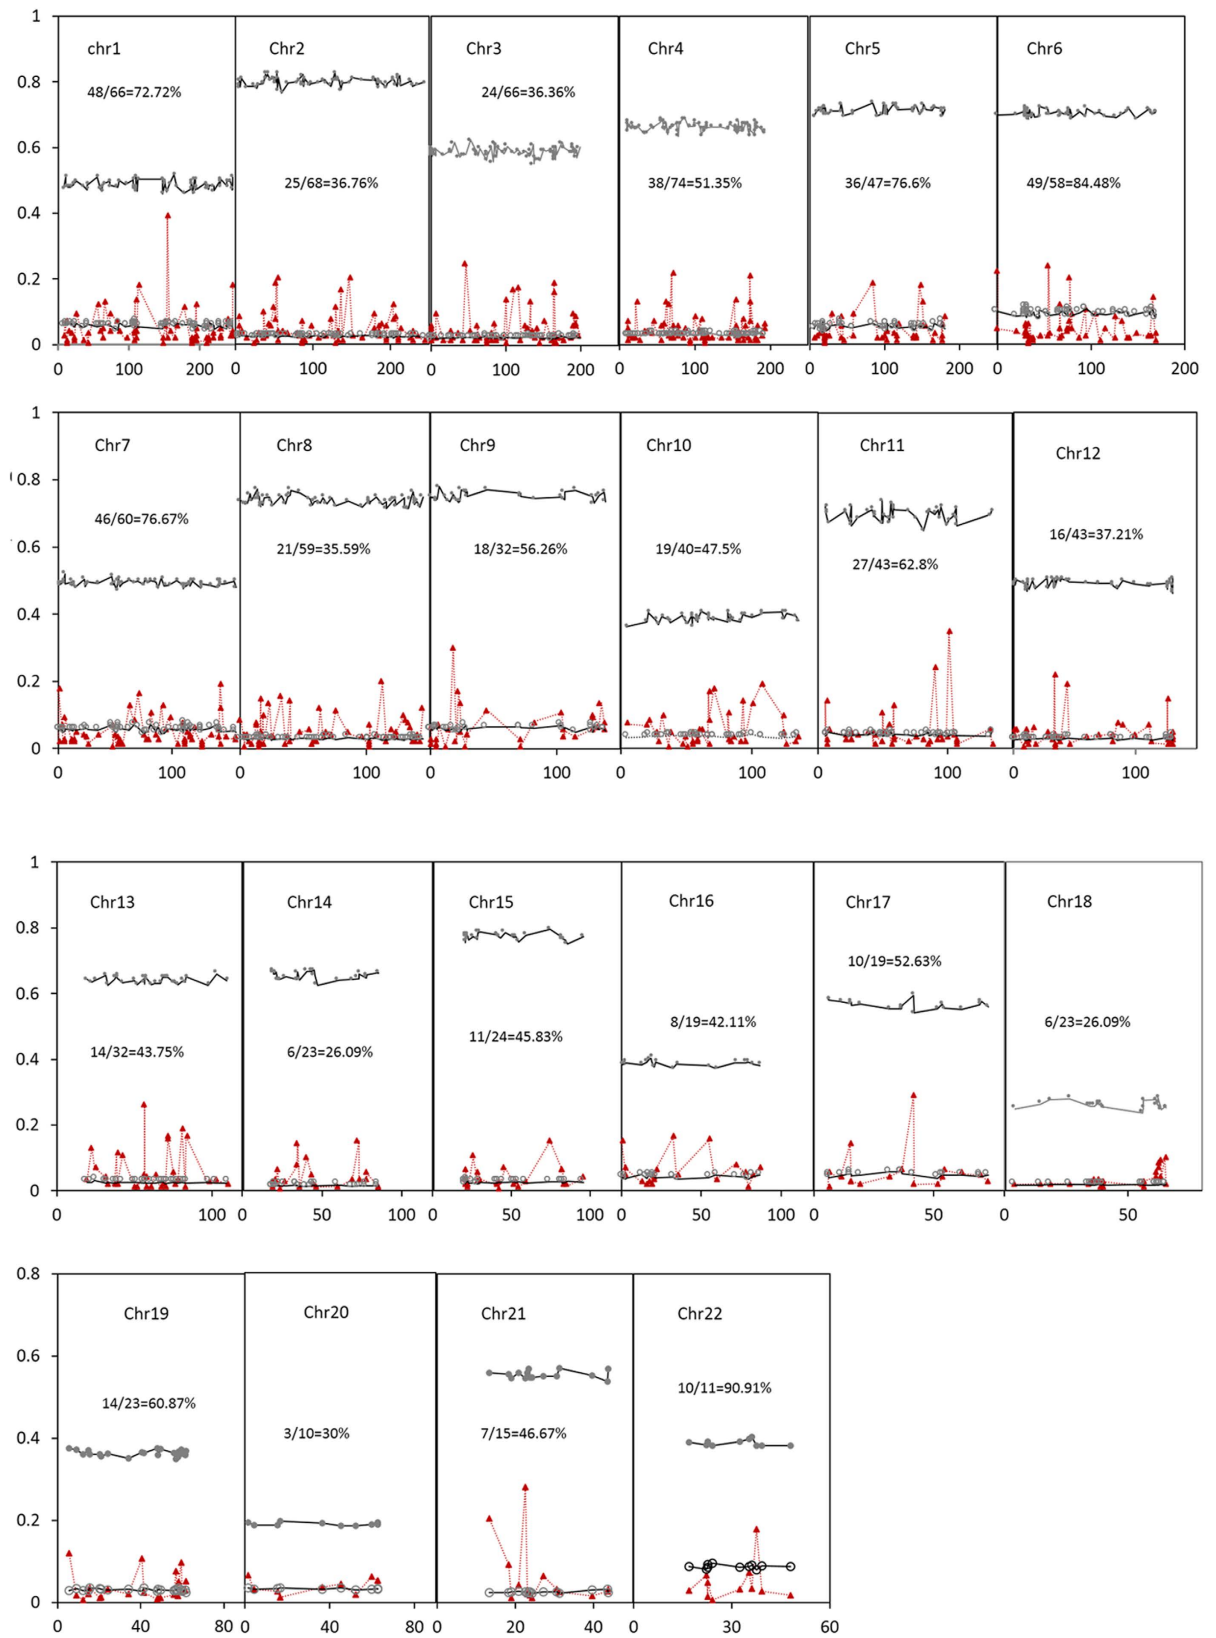 1
chr1 Chr2 Chr3 Chr4 Chr5 Chr6
0.8
48/66=72.72% 24/66=36.36%
0.6
25/68=36.76% 38/74=51.35% 36/47=76.6% 49/58=84.48%
0.4
0.2
0
0 100 200 0 100 200 0 100 200 0 100 200 0 100 200 0 100 200
1
Chr7 Chr8 Chr9 Chr10 Chr11 Chr12
0.8
46/60=76.67% 16/43=37.21%
0.6
21/59=35.59% 18/32=56.26% 19/40=47.5% 27/43=62.8%
0.4
0.2
0
0 100 0 100 0 100 0 100 0 100 0 100
1
Chr13 Chr14 Chr15 Chr16 Chr17 Chr18
0.8
10/19=52.63%
0.6
8/19=42.11% 6/23=26.09%
14/32=43.75% 6/23=26.09% 11/24=45.83%
0.4
0.2
0
0 100 0 50 100 0 50 100 0 50 100 0 50 0 50
0.8
Chr19 Chr20 Chr21 Chr22
0.6
10/11=90.91%
14/23=60.87%
0.4
3/10=30% 7/15=46.67%
0.2
0
0 40 80 0 40 80 0 20 40 0 30 60